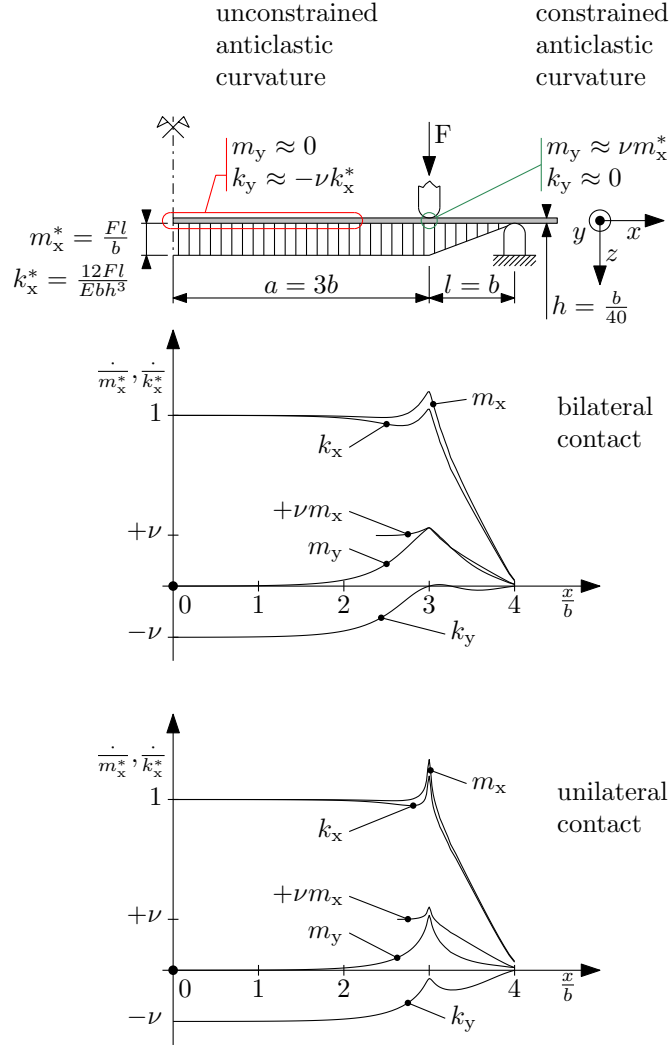 unconstrained
anticlastic
curvature
constrained
anticlastic
curvature
F
m_y ≈ 0
k_y ≈ −νk_x^*
m_y ≈ νm_x^*
k_y ≈ 0
m_x^* = Fl/b
k_x^* = 12Fl/Ebh^3
a = 3b
l = b
h = b/40
y
x
z
·/m_x^*, ·/k_x^*
1
+ν
−ν
m_x
k_x
+νm_x
m_y
k_y
0 1 2 3 4 x/b
bilateral
contact
·/m_x^*, ·/k_x^*
1
+ν
−ν
m_x
k_x
+νm_x
m_y
k_y
0 1 2 3 4 x/b
unilateral
contact